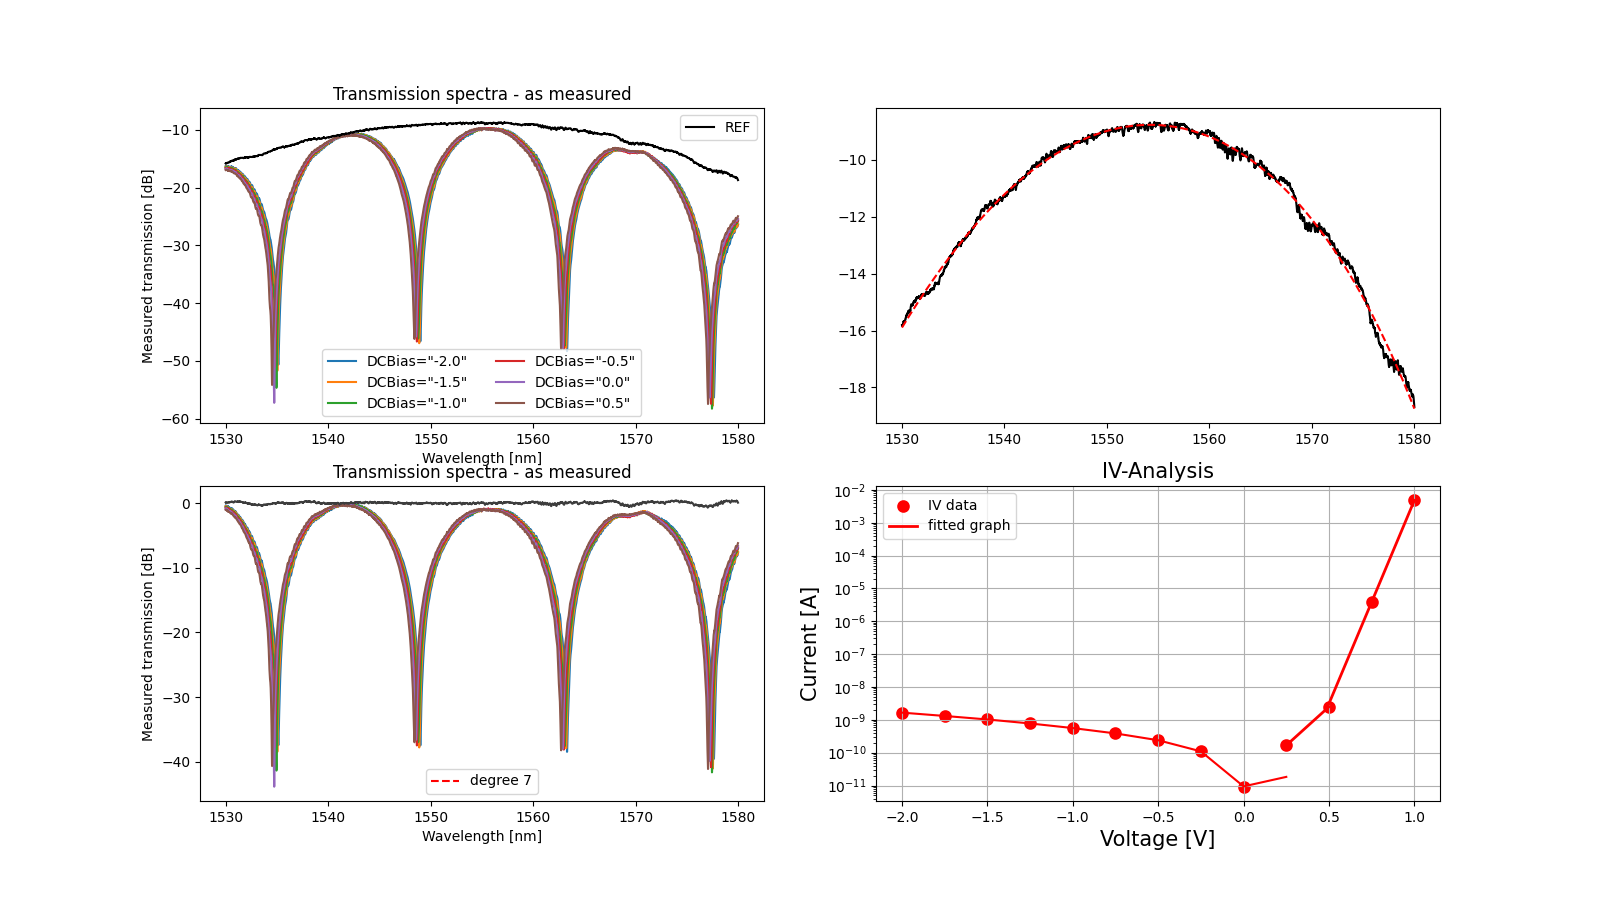 Transmission spectra - as measured
Measured transmission [dB]
−10
−20
−30
−40
−50
−60
REF
DCBias="-2.0"
DCBias="-1.5"
DCBias="-1.0"
DCBias="-0.5"
DCBias="0.0"
DCBias="0.5"
1530 1540 1550 1560 1570 1580
Wavelength [nm]
−10
−12
−14
−16
−18
1530 1540 1550 1560 1570 1580
Transmission spectra - as measured
Measured transmission [dB]
0
−10
−20
−30
−40
degree 7
1530 1540 1550 1560 1570 1580
Wavelength [nm]
IV-Analysis
Current [A]
10⁻²
10⁻³
10⁻⁴
10⁻⁵
10⁻⁶
10⁻⁷
10⁻⁸
10⁻⁹
10⁻¹⁰
10⁻¹¹
IV data
fitted graph
−2.0 −1.5 −1.0 −0.5 0.0 0.5 1.0
Voltage [V]